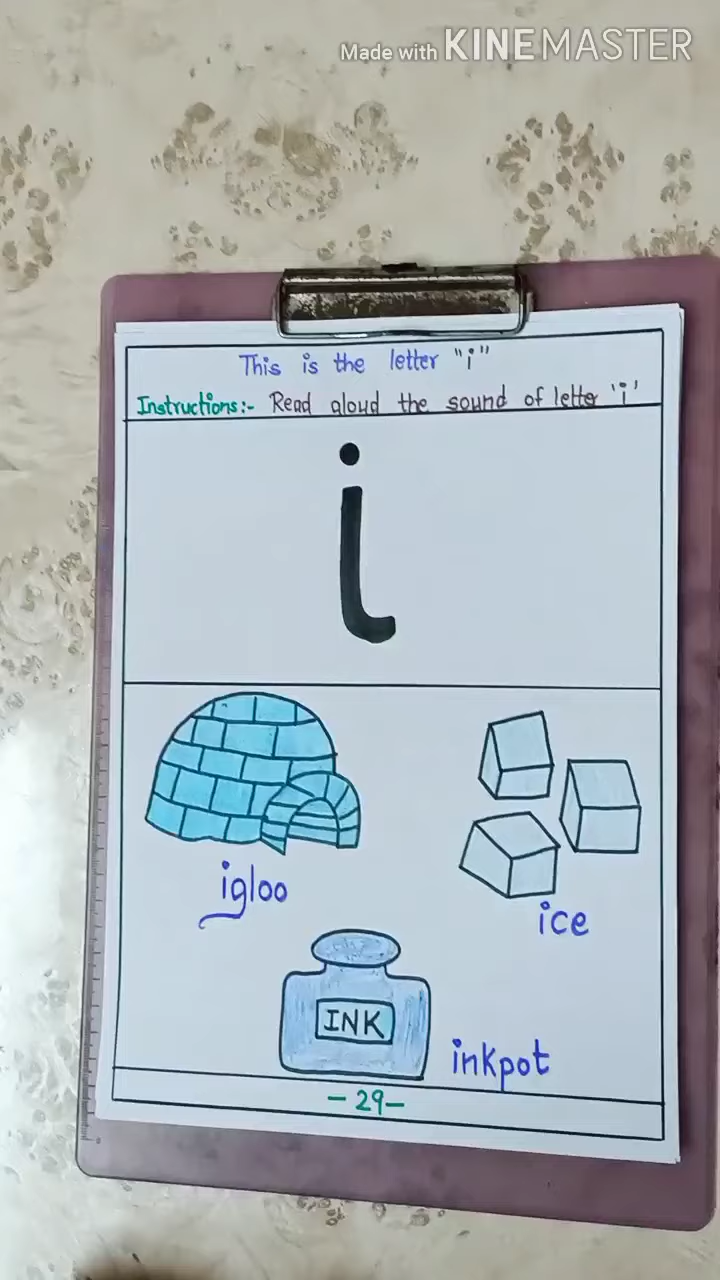 Made with KINEMASTER
This is the letter "i"
Instructions:- Read aloud the sound of letter 'i'
i
igloo
ice
INK
inkpot
- 29 -